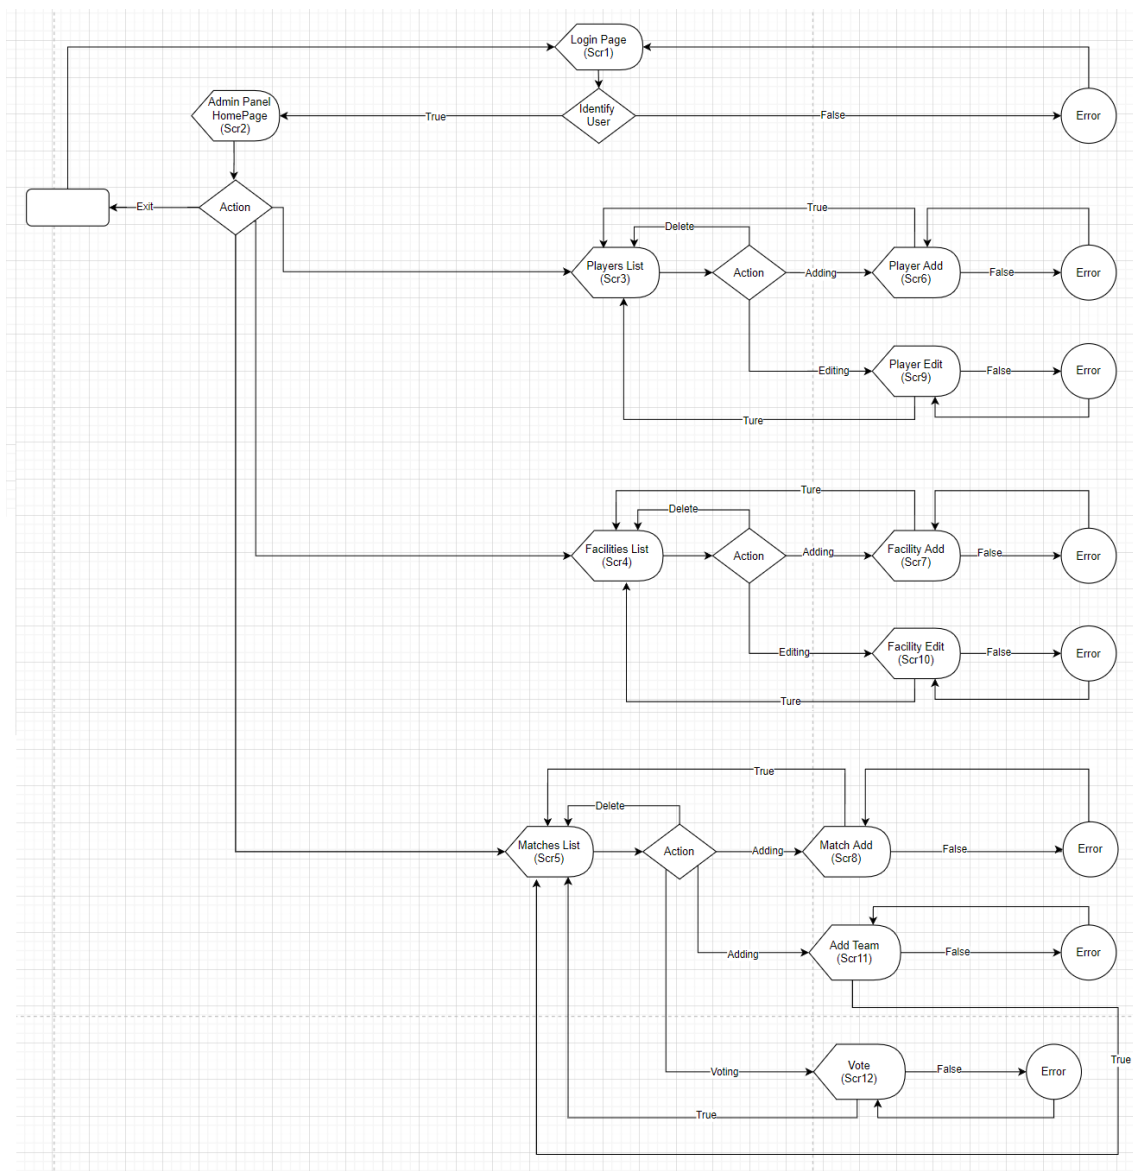 Login Page
(Scr1)
Admin Panel
HomePage
(Scr2)
True
Identify
User
False
Error
Exit
Action
True
Delete
Players List
(Scr3)
Action
Adding
Player Add
(Scr6)
False
Error
Editing
Player Edit
(Scr9)
False
Error
Ture
Ture
Delete
Facilities List
(Scr4)
Action
Adding
Facility Add
(Scr7)
False
Error
Editing
Facility Edit
(Scr10)
False
Error
Ture
True
Delete
Matches List
(Scr5)
Action
Adding
Match Add
(Scr8)
False
Error
Adding
Add Team
(Scr11)
False
Error
True
Voting
Vote
(Scr12)
False
Error
True